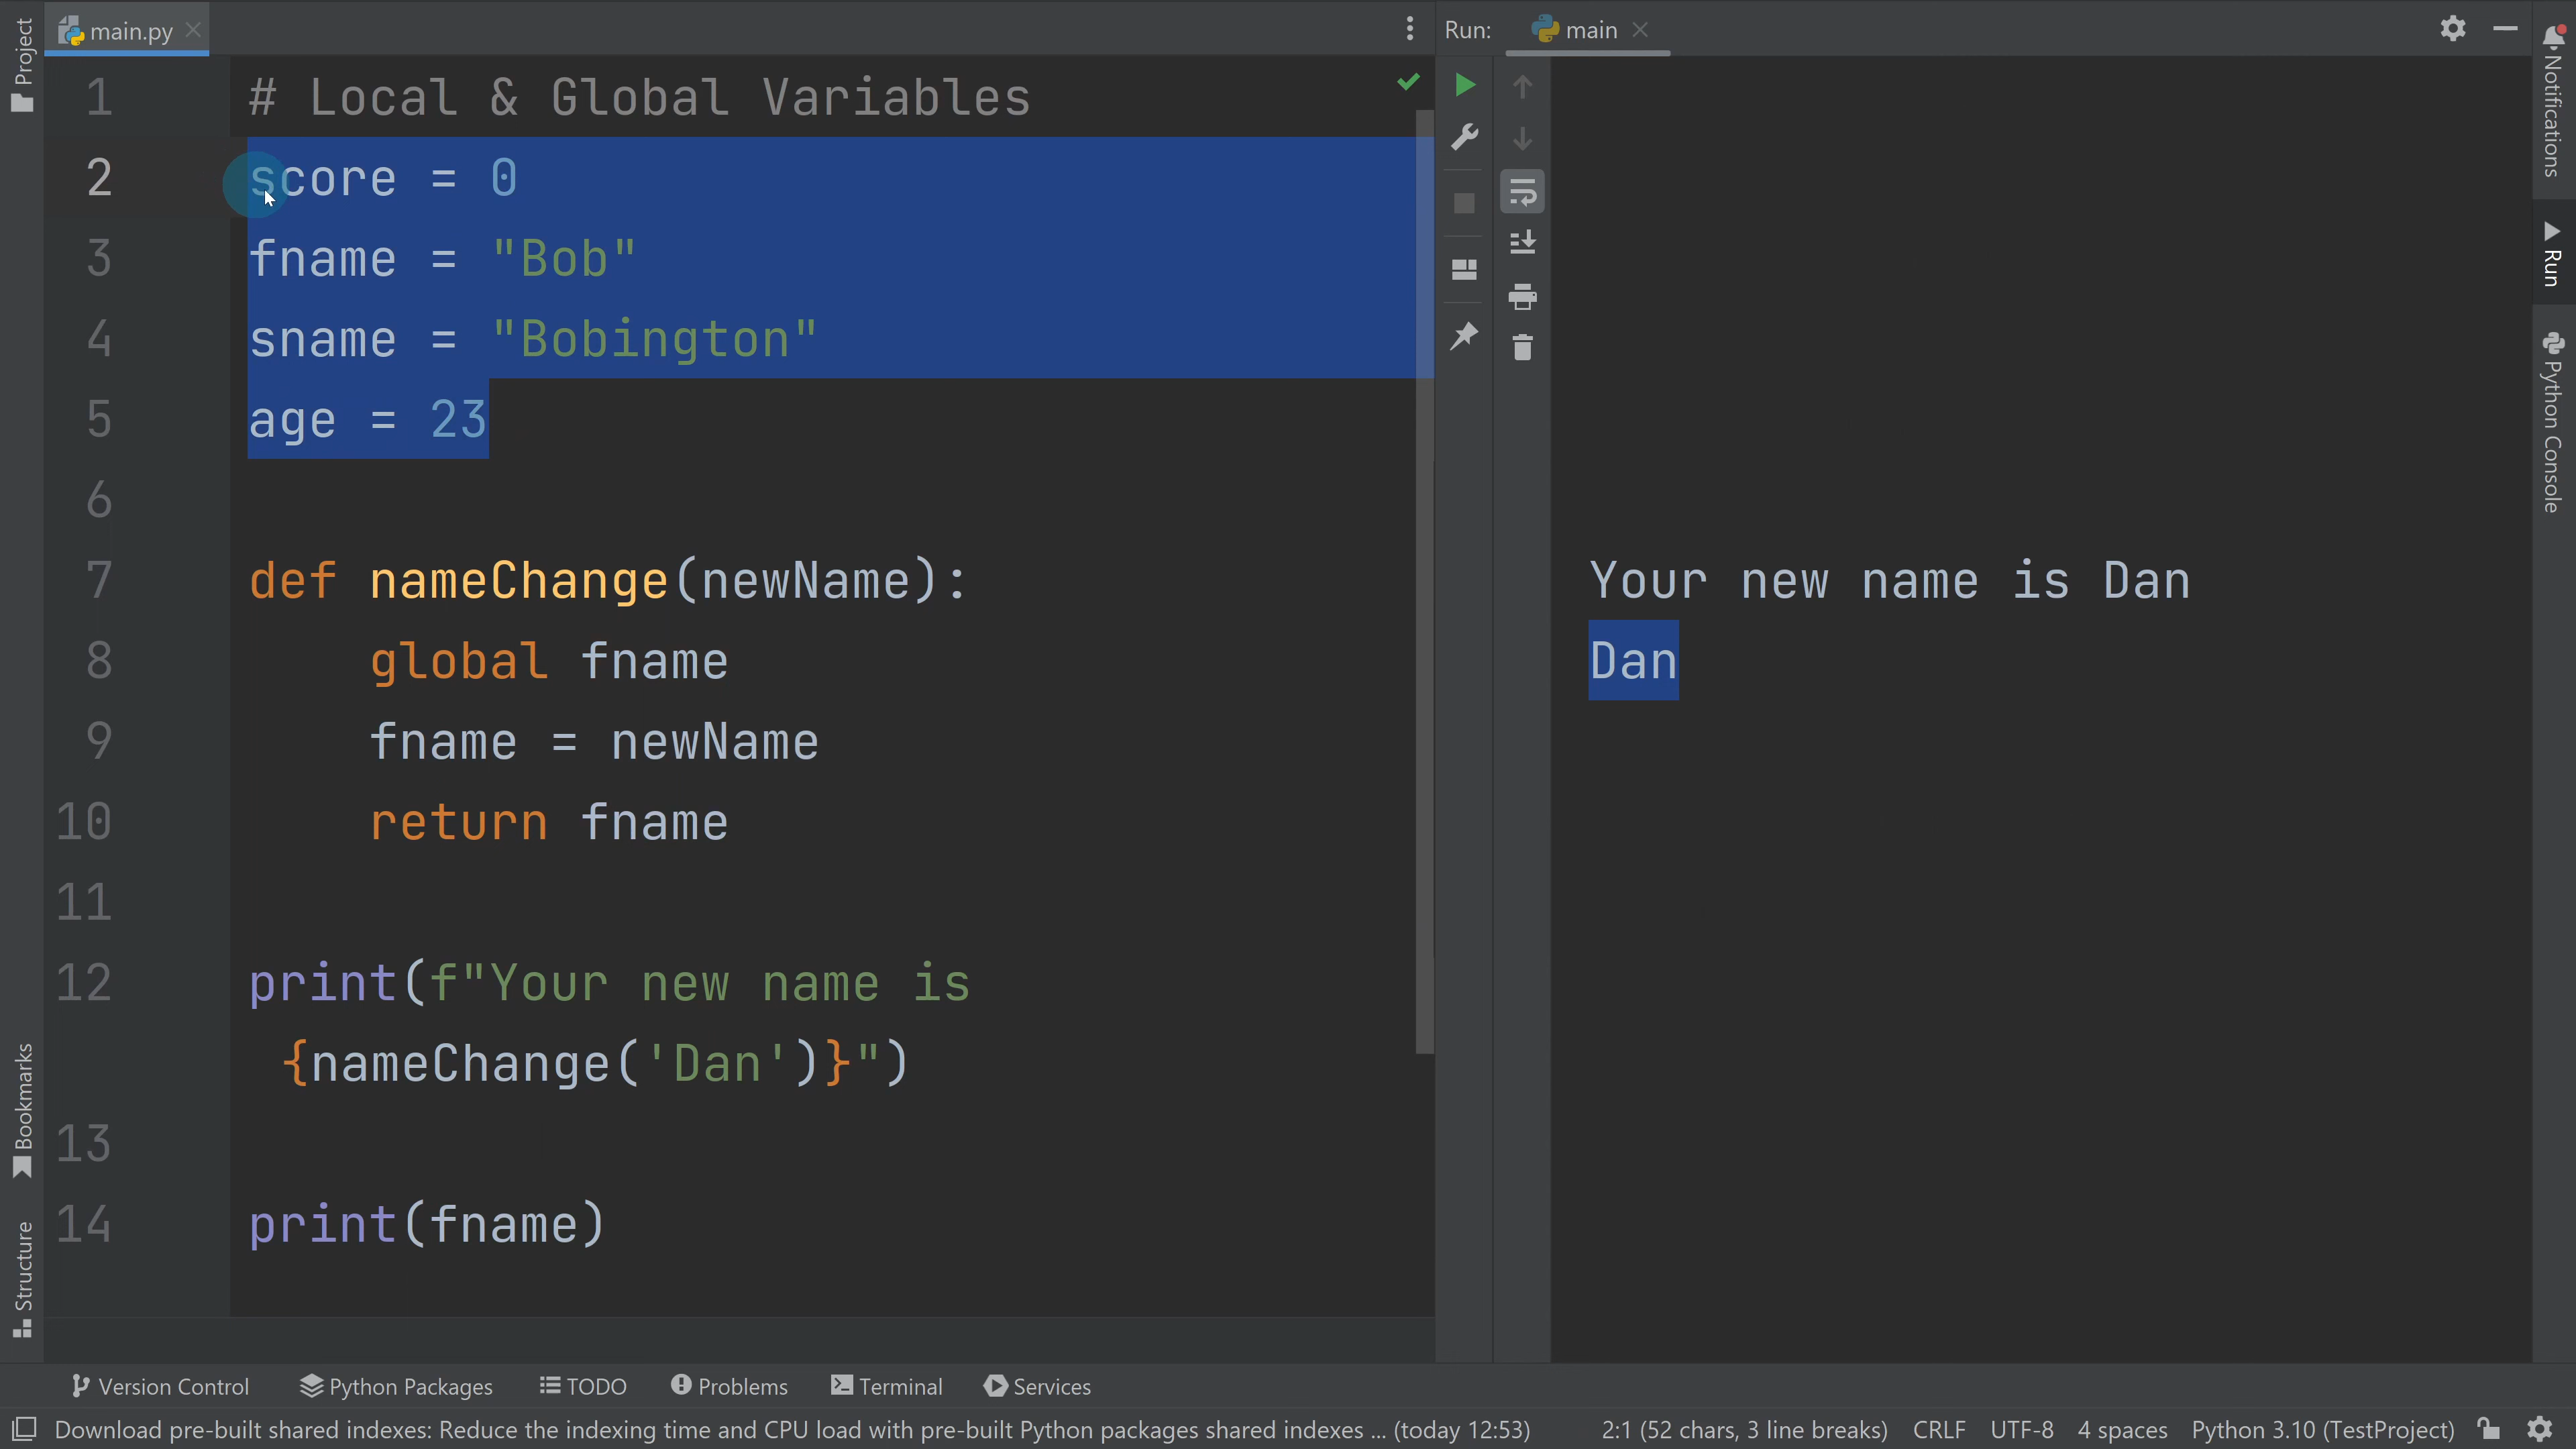 Project
main.py
Run:
main
Notifications
Run
Python Console
1 # Local & Global Variables
2 score = 0
3 fname = "Bob"
4 sname = "Bobington"
5 age = 23
6
7 def nameChange(newName):
8 global fname
9 fname = newName
10 return fname
11
12 print(f"Your new name is
{nameChange('Dan')}")
13
14 print(fname)
Your new name is Dan
Dan
Bookmarks
Structure
Version Control Python Packages TODO Problems Terminal Services
Download pre-built shared indexes: Reduce the indexing time and CPU load with pre-built Python packages shared indexes ... (today 12:53) 2:1 (52 chars, 3 line breaks) CRLF UTF-8 4 spaces Python 3.10 (TestProject)